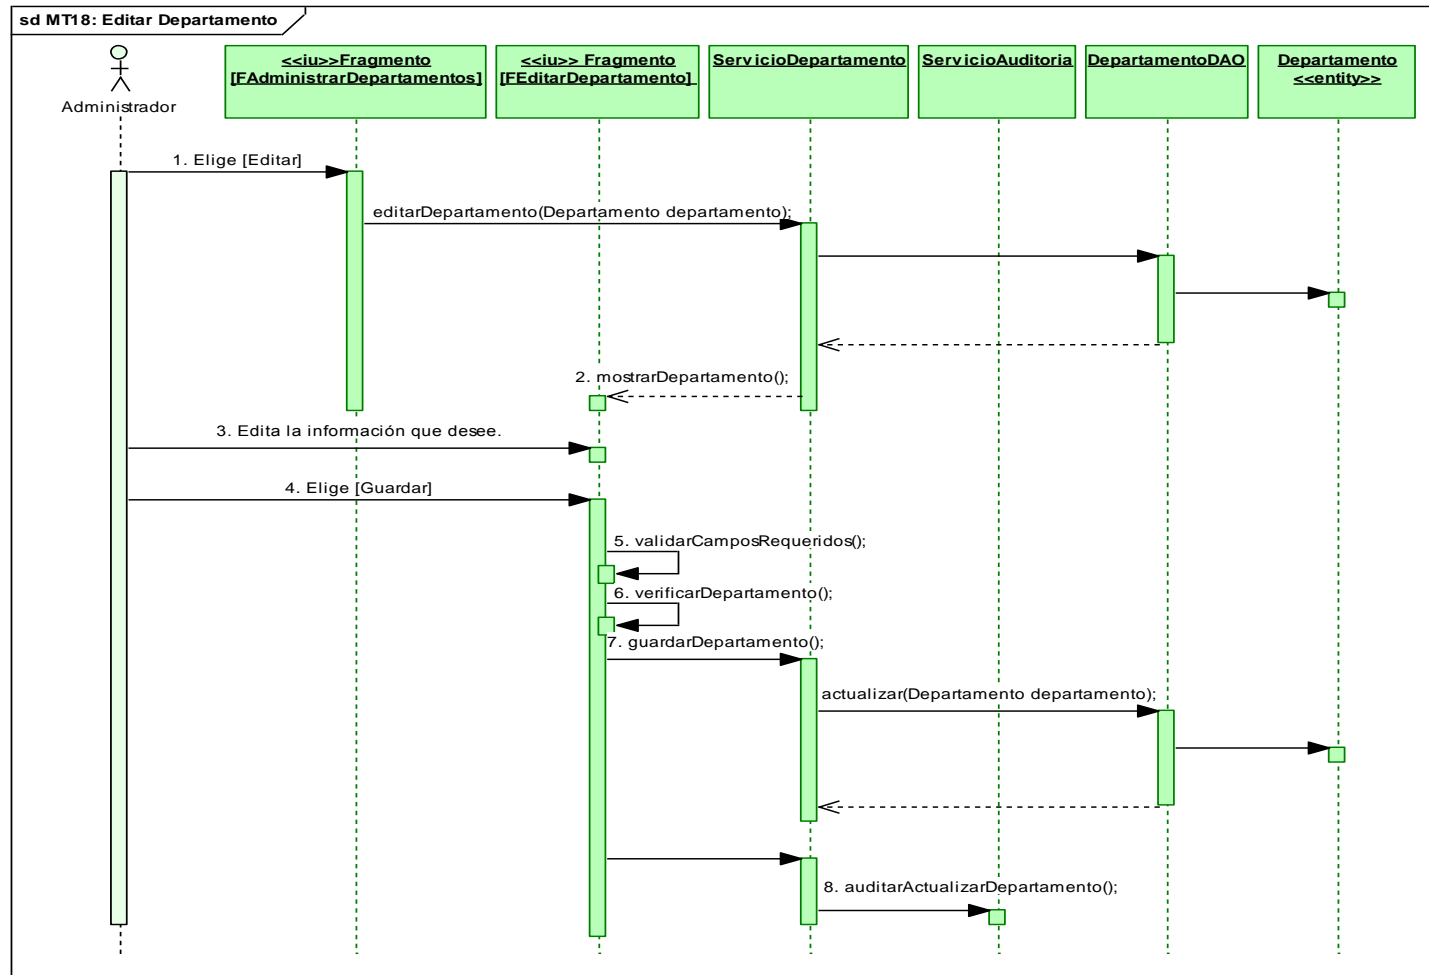 sd MT18: Editar Departamento
Administrador
<<iu>>Fragmento
[FAdministrarDepartamentos]
<<iu>> Fragmento
[FEditarDepartamento]
ServicioDepartamento
ServicioAuditoria
DepartamentoDAO
Departamento
<<entity>>
1. Elige [Editar]
editarDepartamento(Departamento departamento);
2. mostrarDepartamento();
3. Edita la información que desee.
4. Elige [Guardar]
5. validarCamposRequeridos();
6. verificarDepartamento();
7. guardarDepartamento();
actualizar(Departamento departamento);
8. auditarActualizarDepartamento();